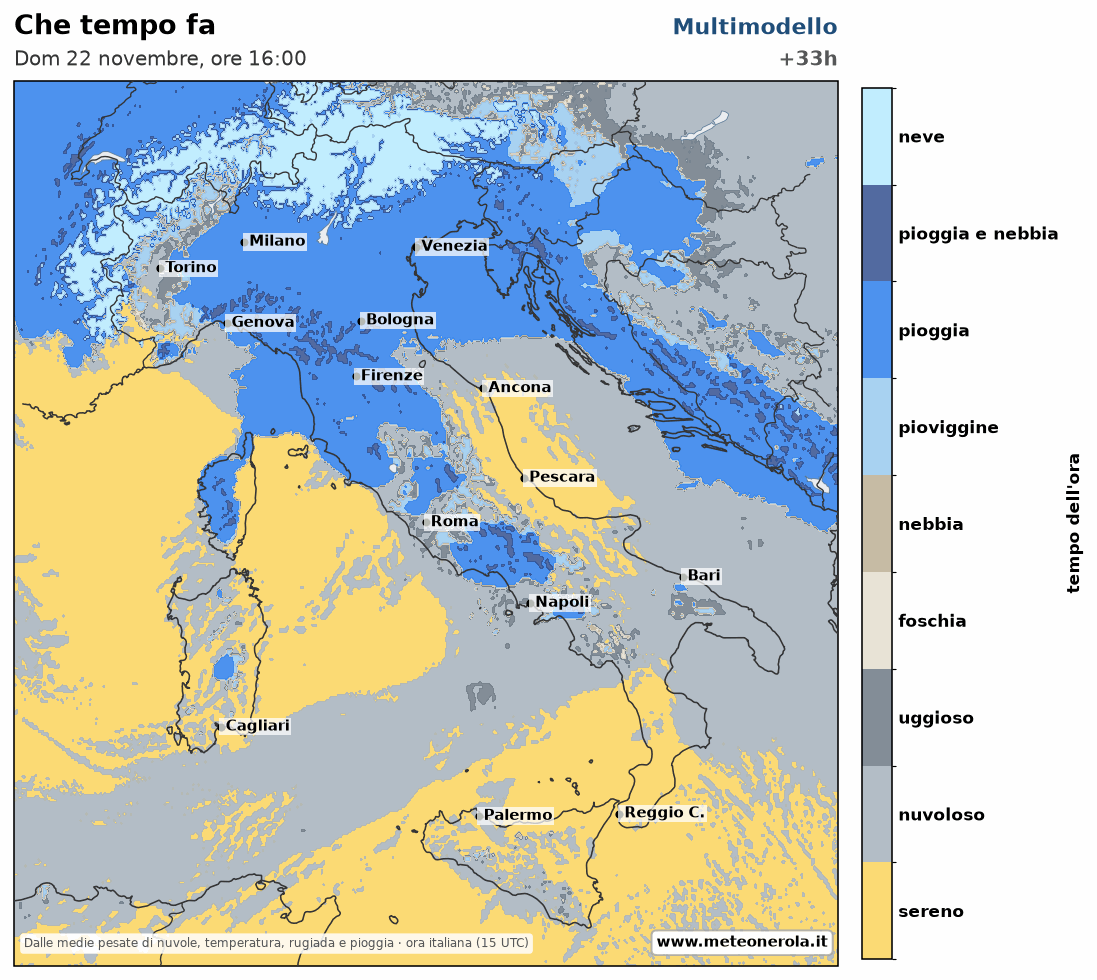 Che tempo fa
Multimodello
Dom 22 novembre, ore 16:00
+33h
neve
pioggia e nebbia
pioggia
pioviggine
nebbia
foschia
uggioso
nuvoloso
sereno
tempo dell'ora
Milano
Venezia
Torino
Genova
Bologna
Firenze
Ancona
Pescara
Roma
Bari
Napoli
Cagliari
Palermo
Reggio C.
Dalle medie pesate di nuvole, temperatura, rugiada e pioggia · ora italiana (15 UTC)
www.meteonerola.it